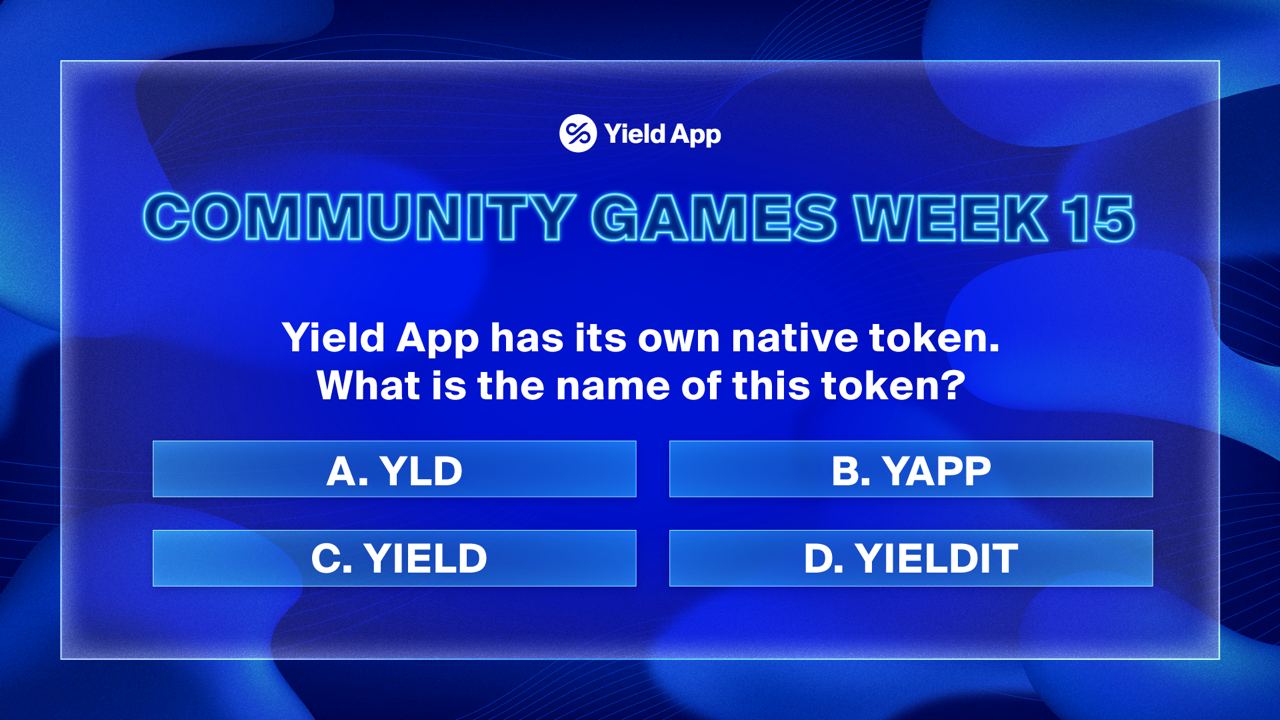 Yield App
COMMUNITY GAMES WEEK 15
Yield App has its own native token.
What is the name of this token?
A. YLD
B. YAPP
C. YIELD
D. YIELDIT